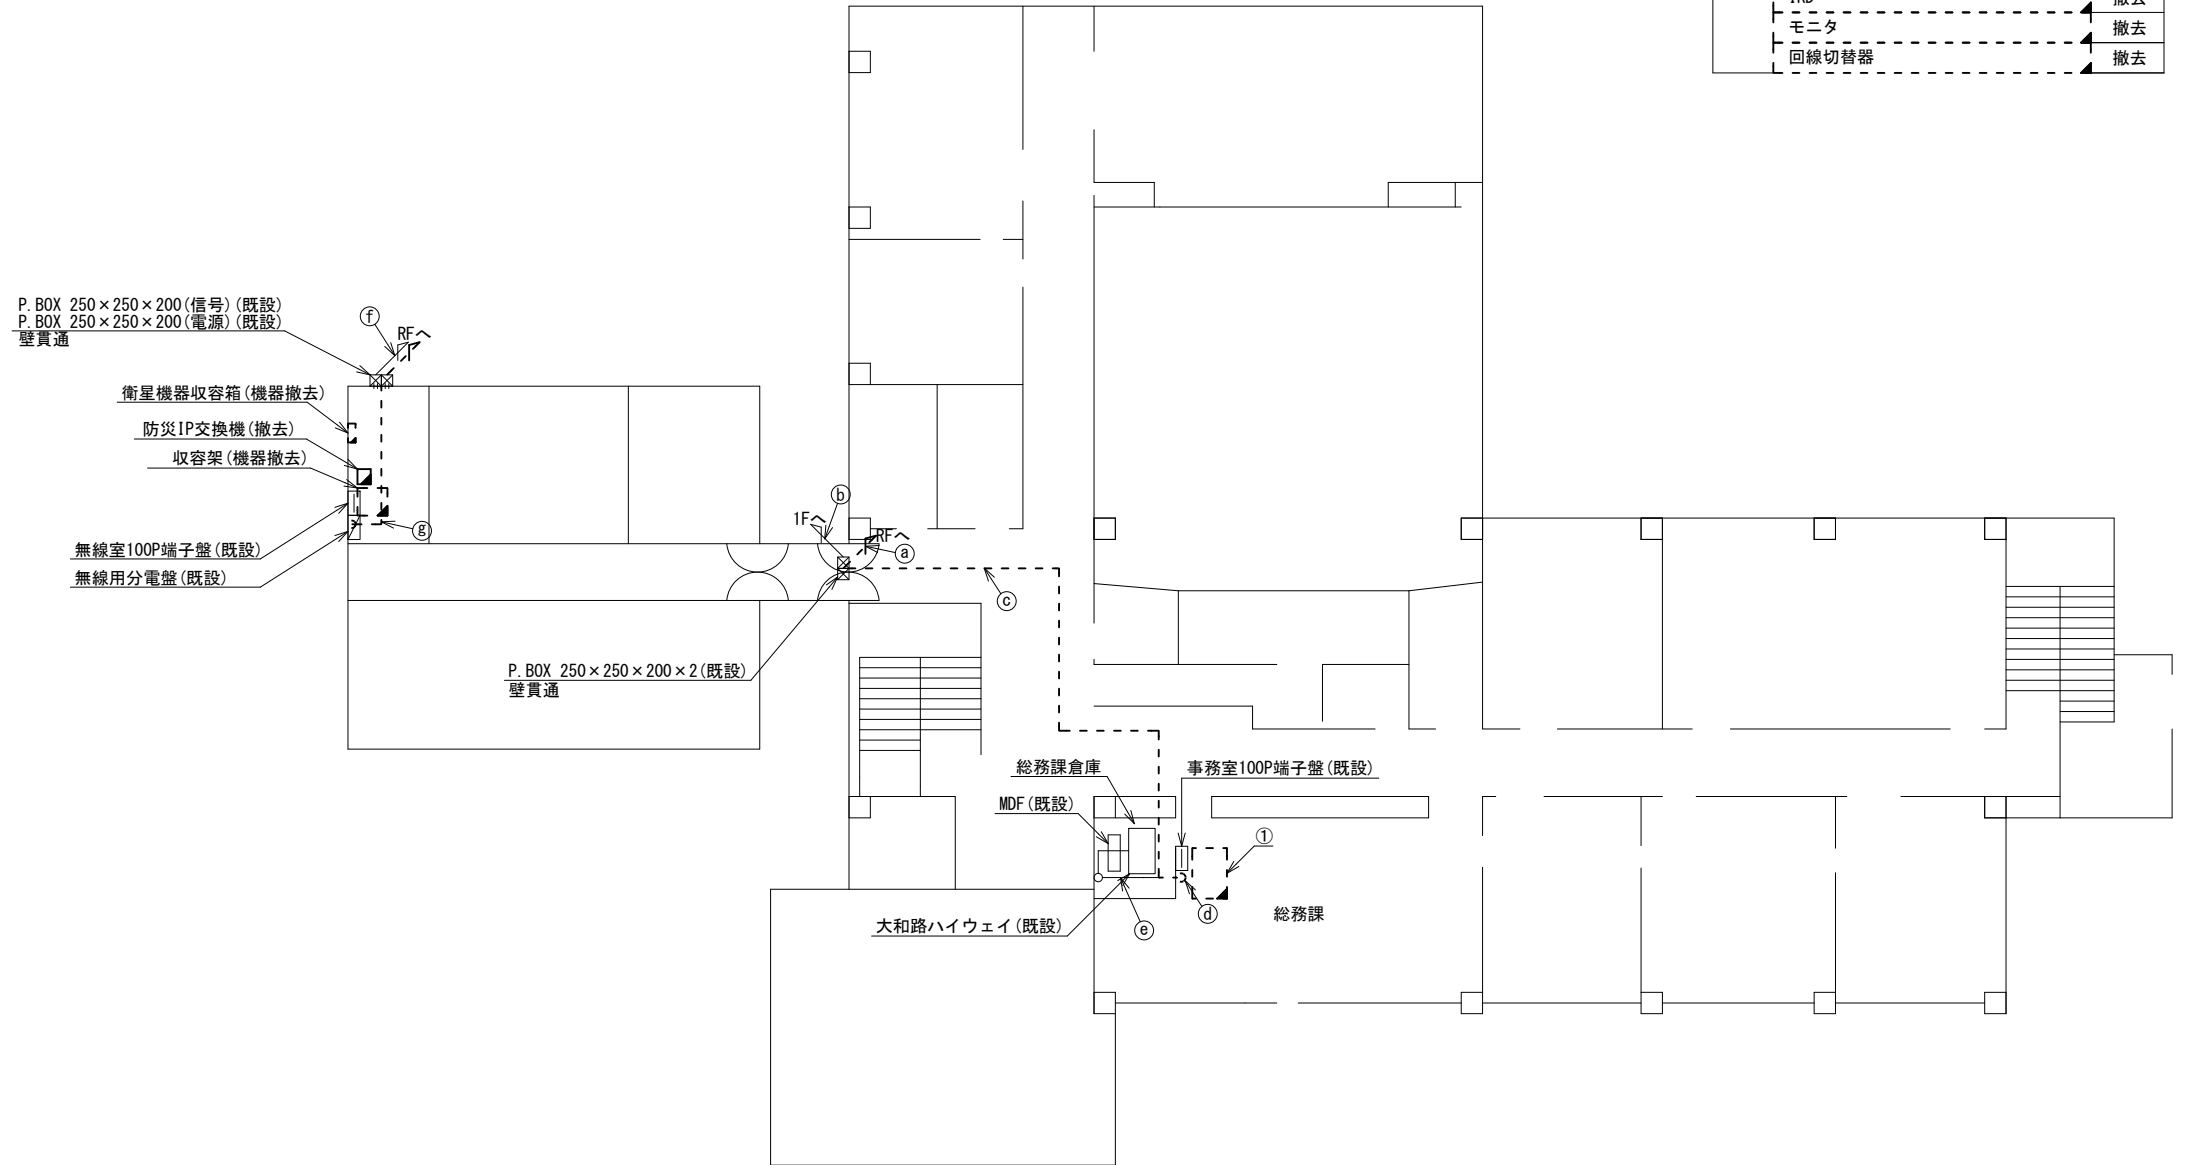 撤去
モニタ 撤去
回線切替器 撤去
P.BOX 250×250×200(信号)(既設)
P.BOX 250×250×200(電源)(既設)
壁貫通
ⓕ
RFへ
衛星機器収容箱(機器撤去)
防災IP交換機(撤去)
収容架(機器撤去)
無線室100P端子盤(既設)
無線用分電盤(既設)
ⓖ
ⓑ
1Fへ
RFへ
ⓐ
ⓒ
P.BOX 250×250×200×2(既設)
壁貫通
総務課倉庫
事務室100P端子盤(既設)
MDF(既設)
①
大和路ハイウェイ(既設)
ⓔ
ⓓ
総務課